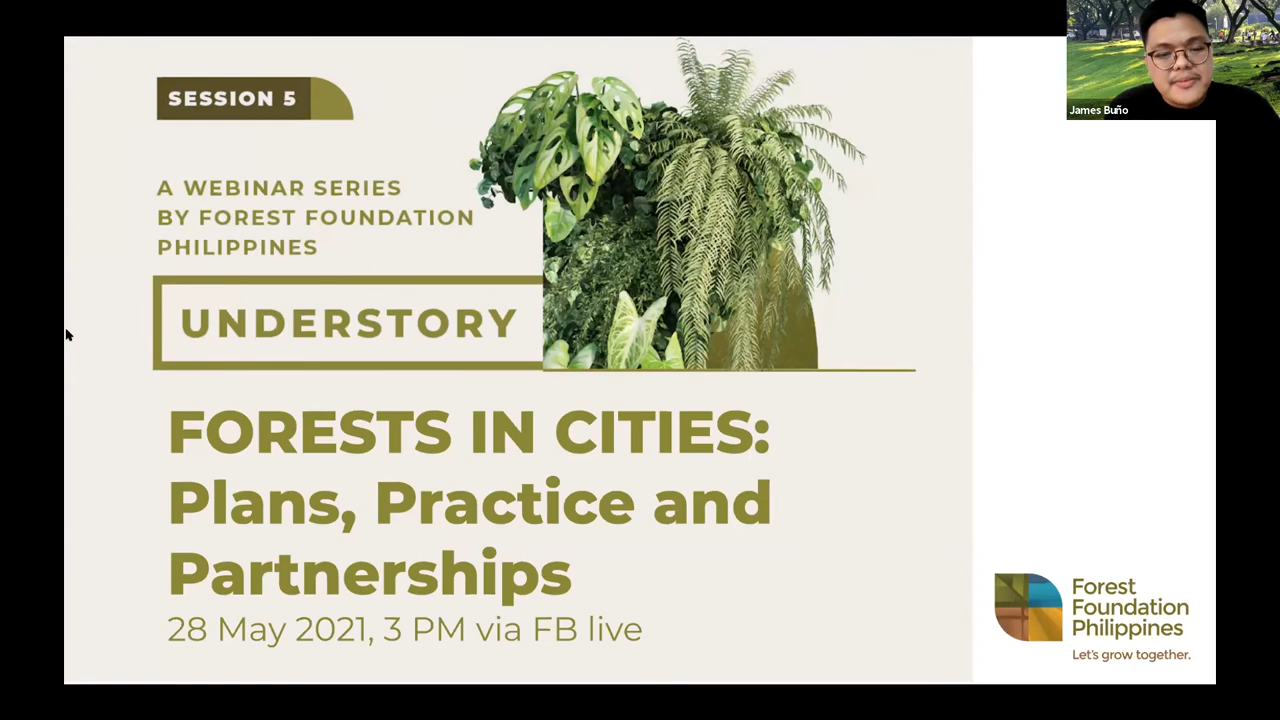 SESSION 5
A WEBINAR SERIES
BY FOREST FOUNDATION
PHILIPPINES
UNDERSTORY
FORESTS IN CITIES:
Plans, Practice and
Partnerships
28 May 2021, 3 PM via FB live
James Buño
Forest
Foundation
Philippines
Let's grow together.